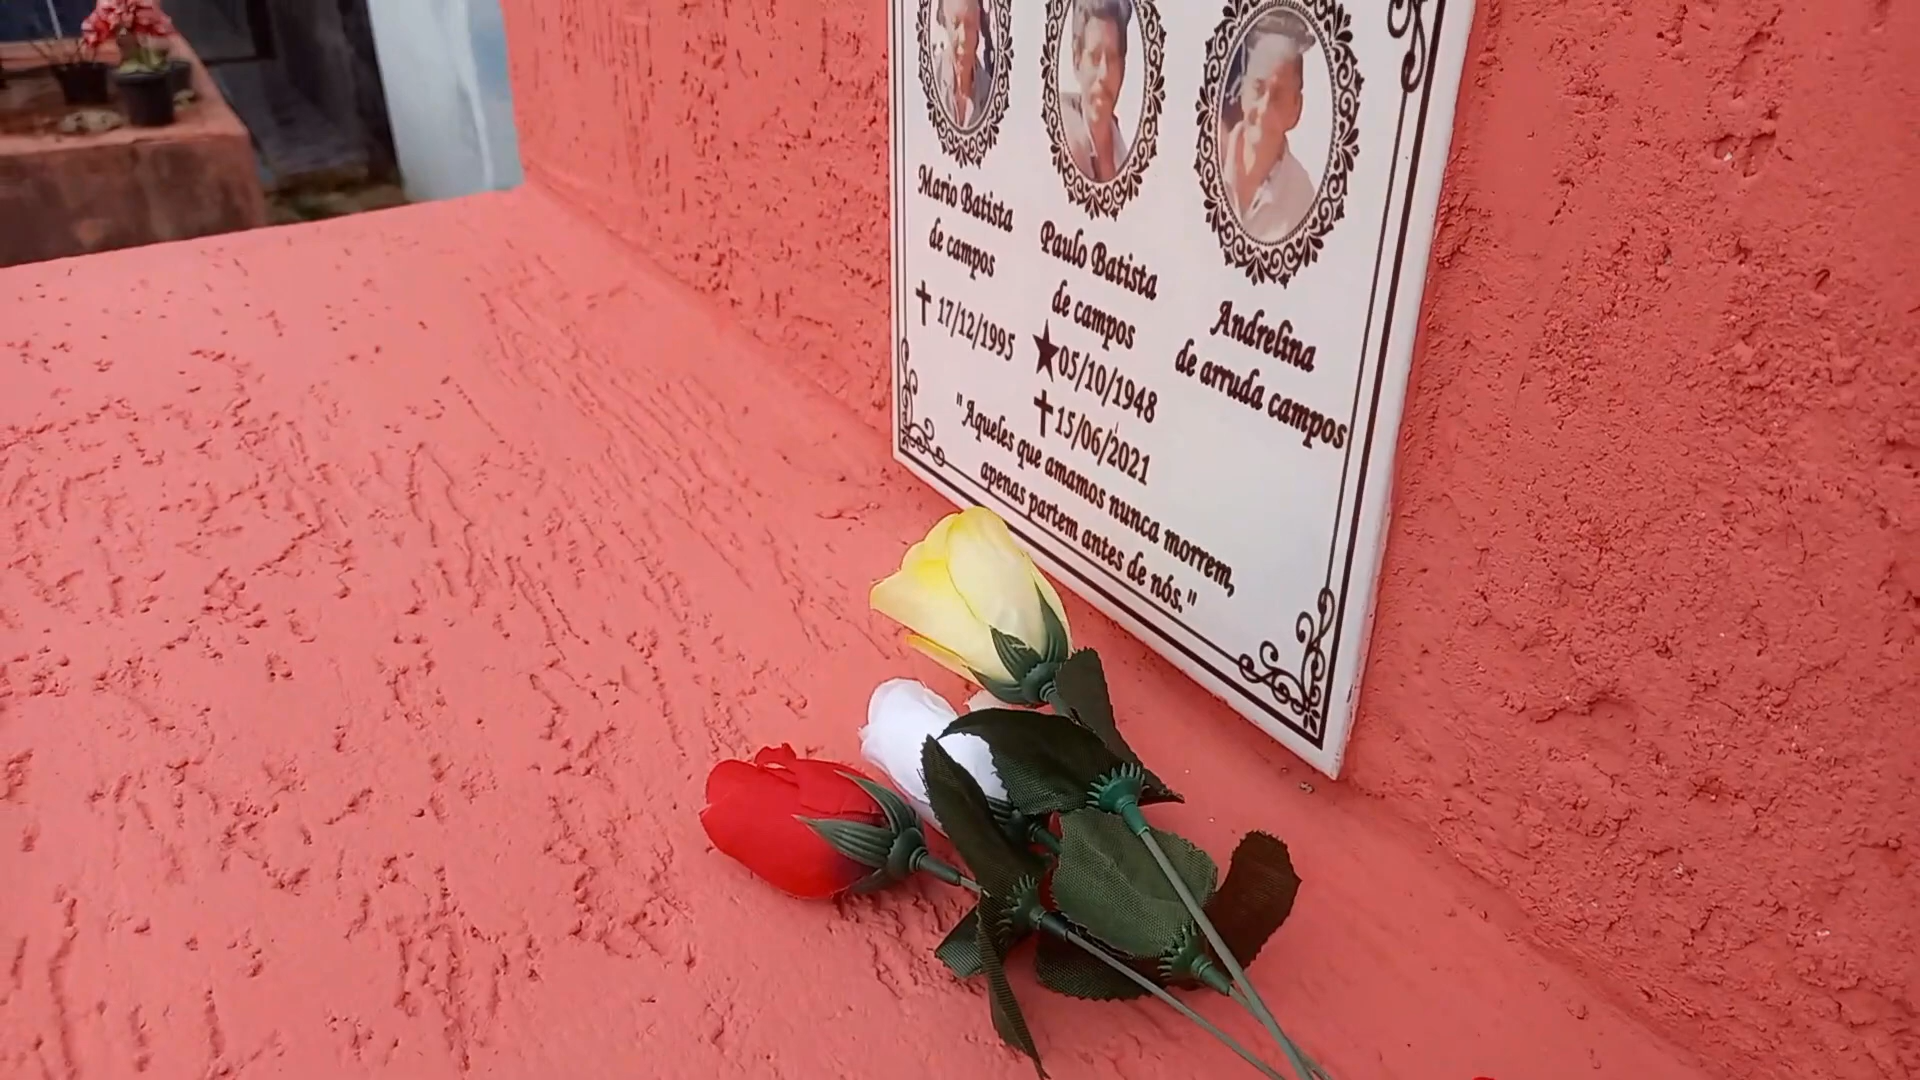 Mario Batista
de campos
✝ 17/12/1995
Paulo Batista
de campos
★ 05/10/1948
✝ 15/06/2021
Andrelina
de arruda campos
"Aqueles que amamos nunca morrem,
apenas partem antes de nós."